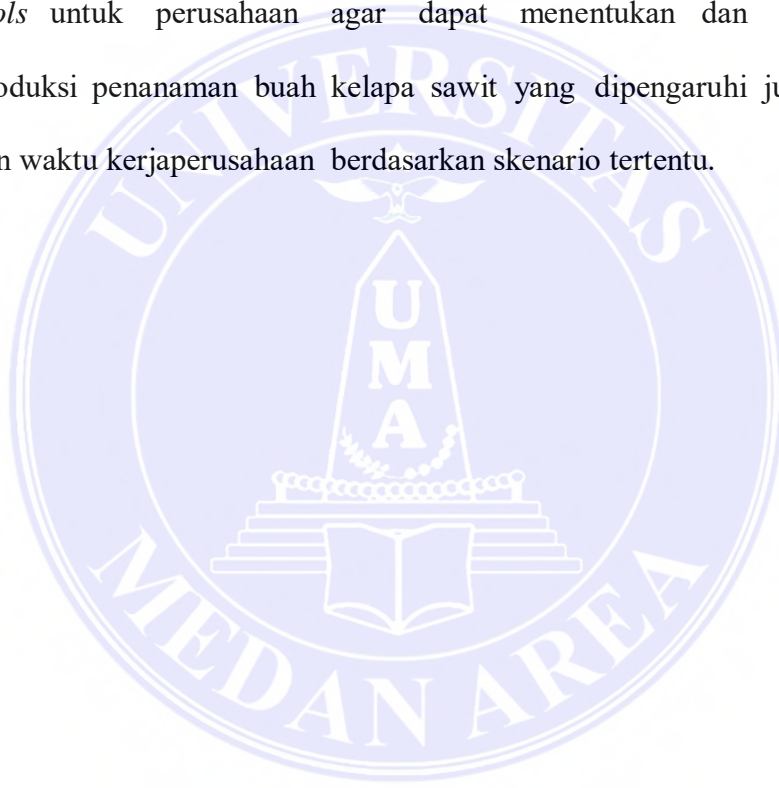 ols untuk perusahaan agar dapat menentukan dan
oduksi penanaman buah kelapa sawit yang dipengaruhi ju
n waktu kerjaperusahaan berdasarkan skenario tertentu.
UNIVERSITAS
U
M
A
MEDAN AREA